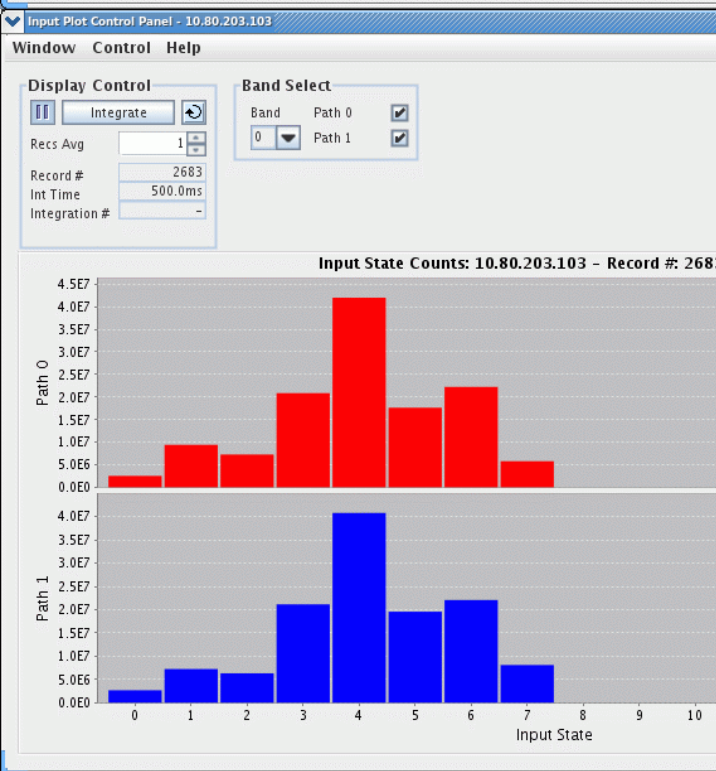 Input Plot Control Panel - 10.80.203.103
Window Control Help
Display Control
Integrate
Recs Avg 1
Record # 2683
Int Time 500.0ms
Integration # -
Band Select
Band Path 0
0 Path 1
Input State Counts: 10.80.203.103 - Record #: 2683
Path 0
4.5E7
4.0E7
3.5E7
3.0E7
2.5E7
2.0E7
1.5E7
1.0E7
5.0E6
0.0E0
Path 1
4.0E7
3.5E7
3.0E7
2.5E7
2.0E7
1.5E7
1.0E7
5.0E6
0.0E0
0 1 2 3 4 5 6 7 8 9 10
Input State